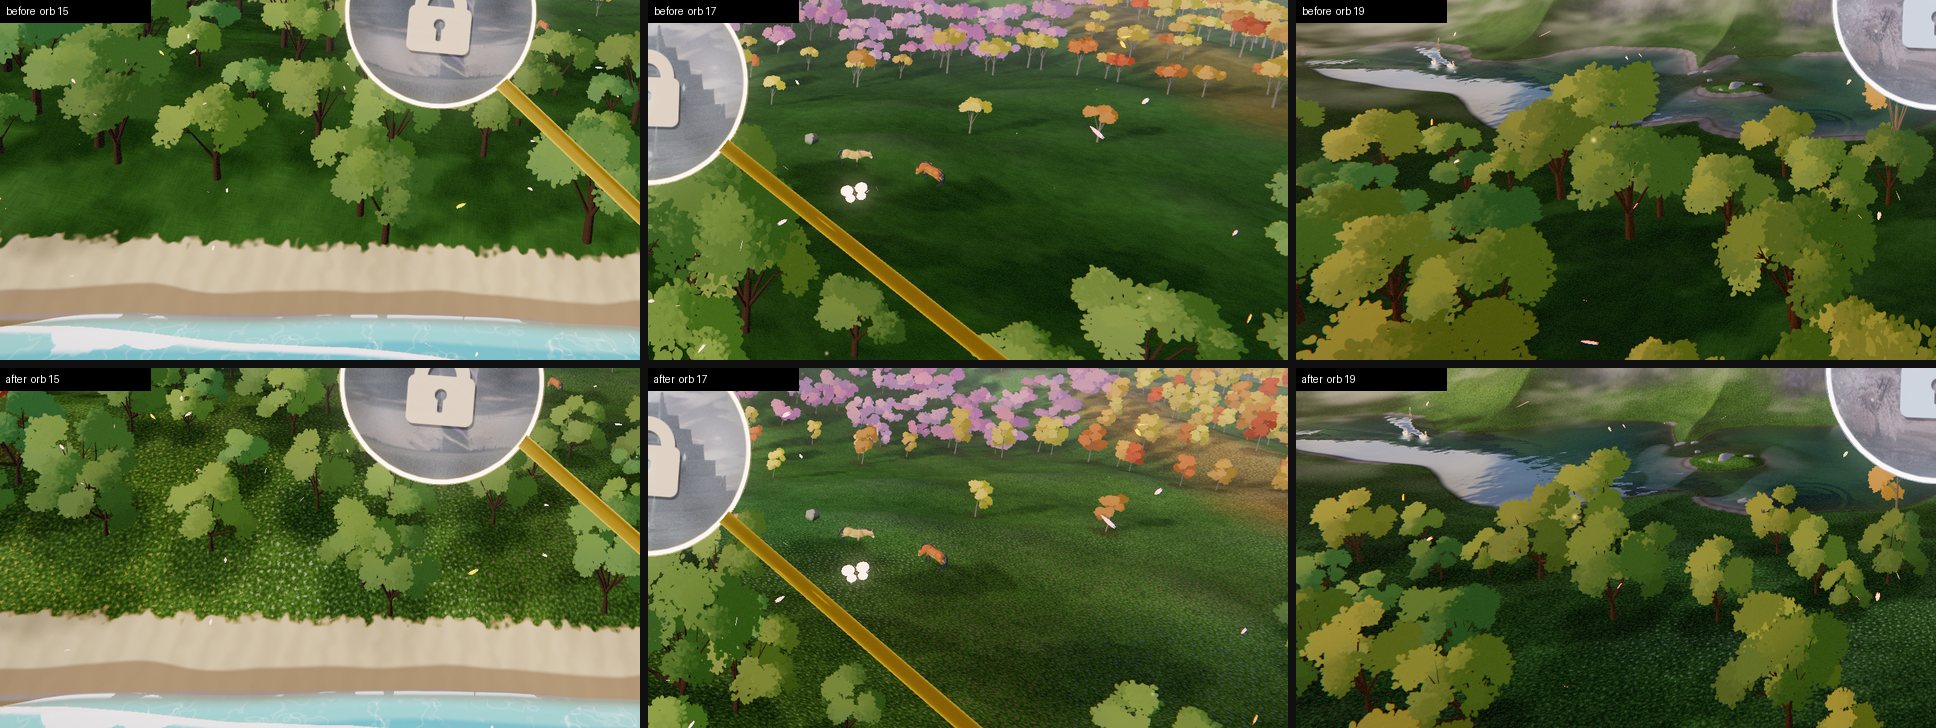 before orb 15
before orb 17
before orb 19
after orb 15
after orb 17
after orb 19